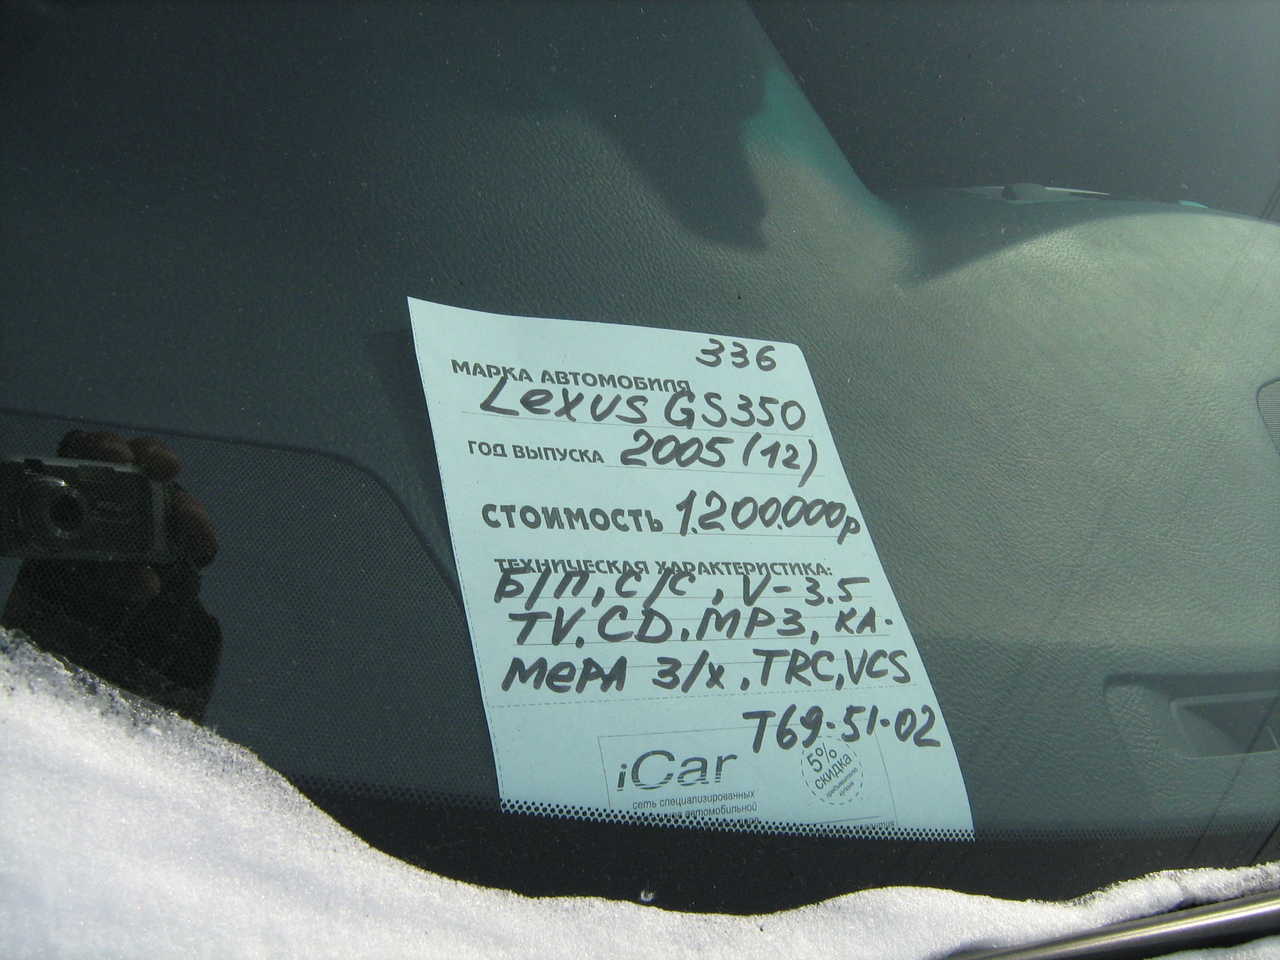 336
МАРКА АВТОМОБИЛЯ
Lexus GS350
ГОД ВЫПУСКА 2005 (12)
СТОИМОСТЬ 1.200.000р
ТЕХНИЧЕСКАЯ ХАРАКТЕРИСТИКА:
Б/П, С/С, V-3.5
TV. CD. MP3, КА-
МЕРА З/Х, TRC, VCS
Т69-51-02
iCar
5%
скидка
сеть специализированных
автомобильной